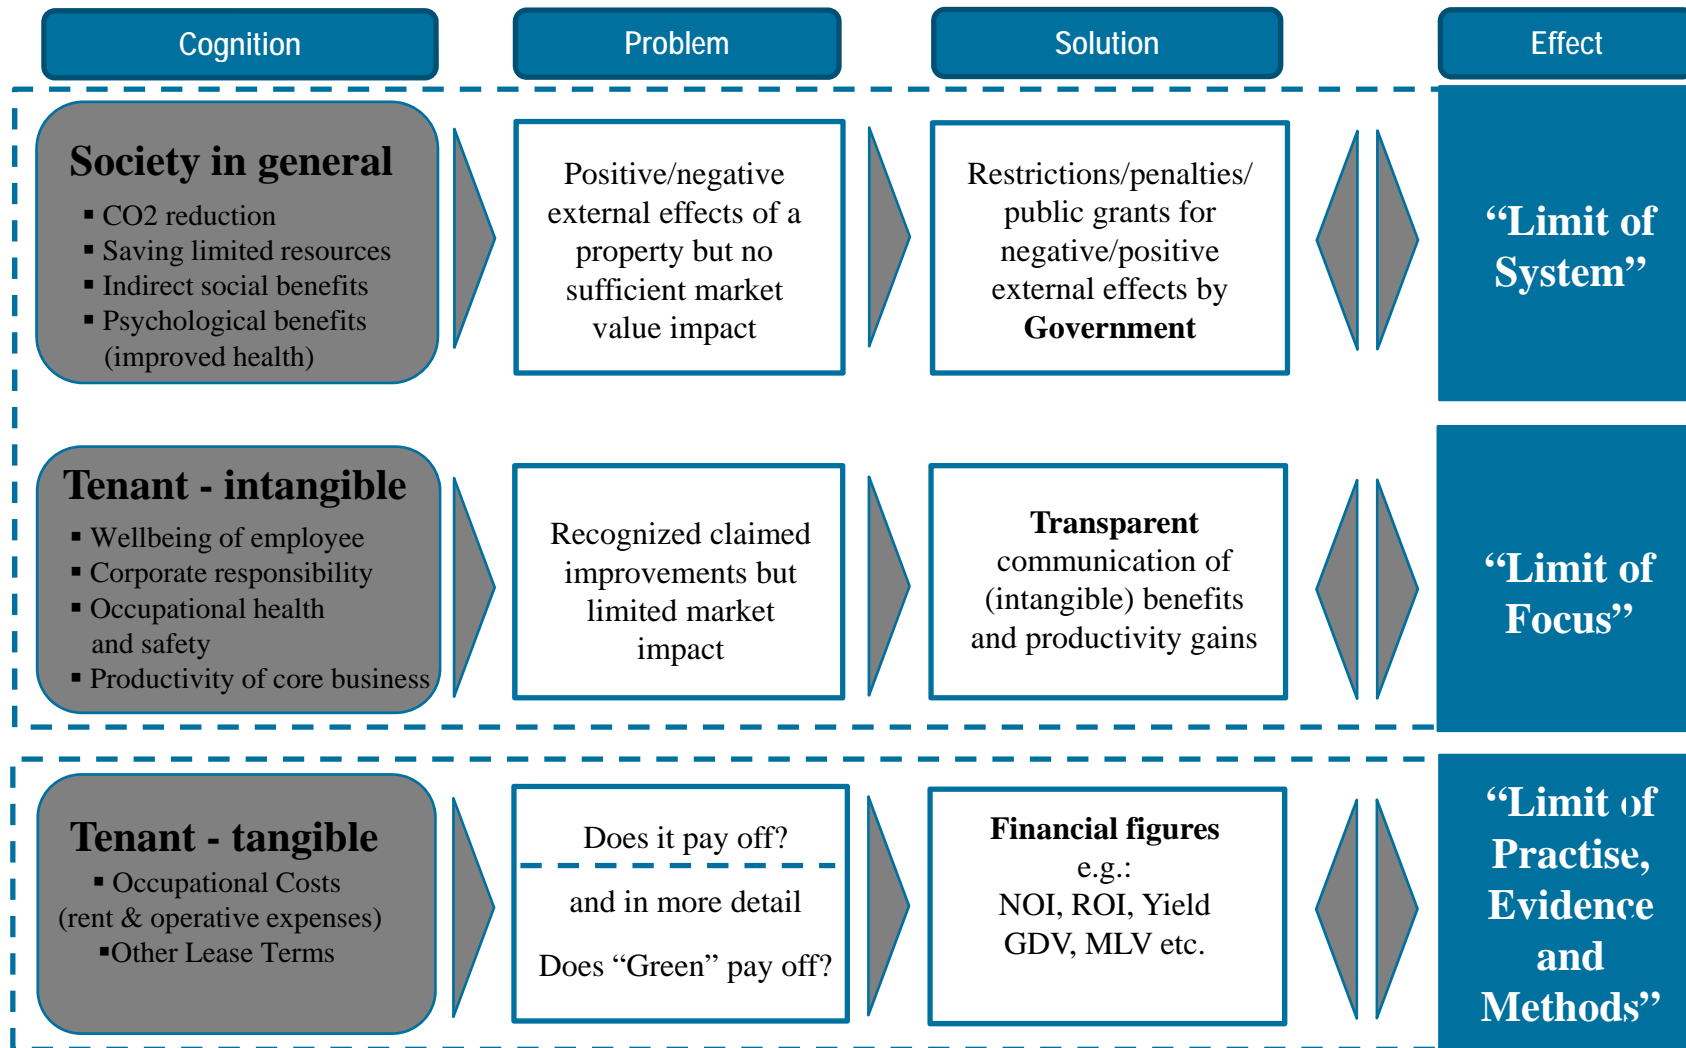 Cognition
Problem
Solution
Effect
Society in general
▪ CO2 reduction
▪ Saving limited resources
▪ Indirect social benefits
▪ Psychological benefits
(improved health)
Positive/negative
external effects of a
property but no
sufficient market
value impact
Restrictions/penalties/
public grants for
negative/positive
external effects by
Government
“Limit of
System”
Tenant - intangible
▪ Wellbeing of employee
▪ Corporate responsibility
▪ Occupational health
and safety
▪ Productivity of core business
Recognized claimed
improvements but
limited market
impact
Transparent
communication of
(intangible) benefits
and productivity gains
“Limit of
Focus”
Tenant - tangible
▪ Occupational Costs
(rent & operative expenses)
▪Other Lease Terms
Does it pay off?
and in more detail
Does “Green” pay off?
Financial figures
e.g.:
NOI, ROI, Yield
GDV, MLV etc.
“Limit of
Practise,
Evidence
and
Methods”